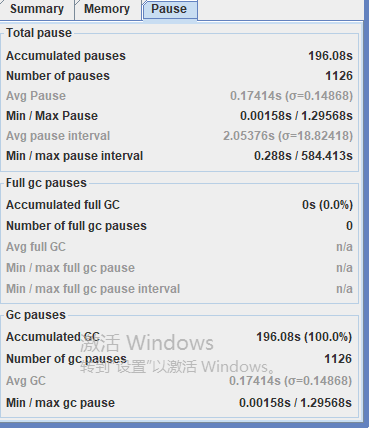 Summary Memory Pause
Total pause
Accumulated pauses 196.08s
Number of pauses 1126
Avg Pause 0.17414s (σ=0.14868)
Min / Max Pause 0.00158s / 1.29568s
Avg pause interval 2.05376s (σ=18.82418)
Min / max pause interval 0.288s / 584.413s
Full gc pauses
Accumulated full GC 0s (0.0%)
Number of full gc pauses 0
Avg full GC n/a
Min / max full gc pause n/a
Min / max full gc pause interval n/a
Gc pauses
Accumulated GC 196.08s (100.0%)
激活 Windows
Number of gc pauses 1126
转到"设置"以激活 Windows。
Avg GC 0.17414s (σ=0.14868)
Min / max gc pause 0.00158s / 1.29568s